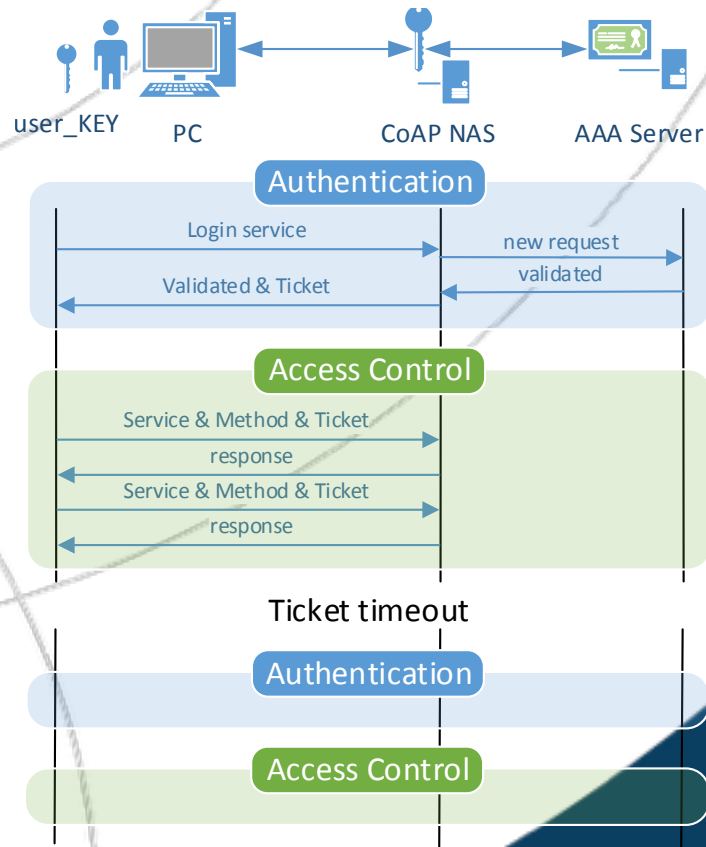 user_KEY
PC
CoAP NAS
AAA Server
Authentication
Login service
new request
validated
Validated & Ticket
Access Control
Service & Method & Ticket
response
Service & Method & Ticket
response
Ticket timeout
Authentication
Access Control